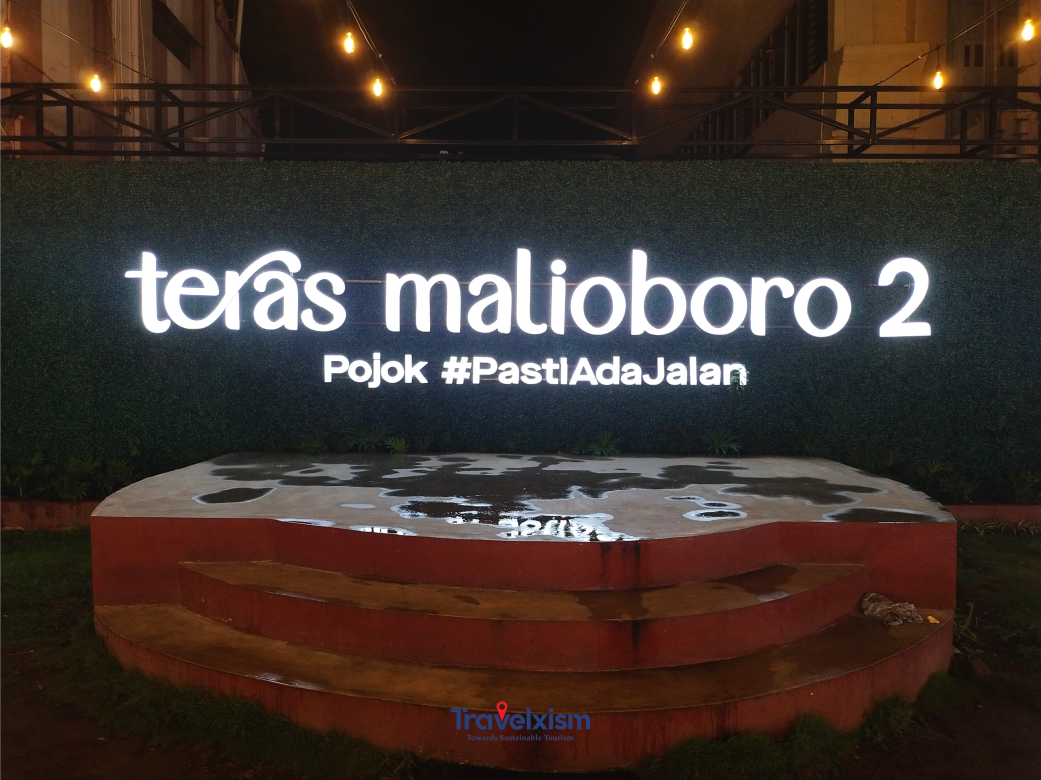 teras malioboro 2
Pojok #PastiAdaJalan
Travelxism
Towards Sustainable Tourism